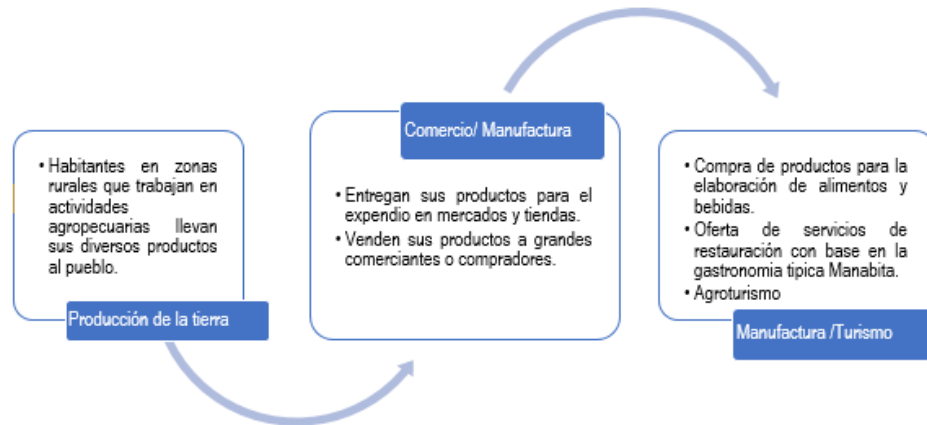 • Habitantes en zonas
rurales que trabajan en
actividades
agropecuarias llevan
sus diversos productos
al pueblo.
Producción de la tierra
Comercio/ Manufactura
• Entregan sus productos para el
expendio en mercados y tiendas.
• Venden sus productos a grandes
comerciantes o compradores.
• Compra de productos para la
elaboración de alimentos y
bebidas.
• Oferta de servicios de
restauración con base en la
gastronomia tipica Manabita.
• Agroturismo
Manufactura /Turismo